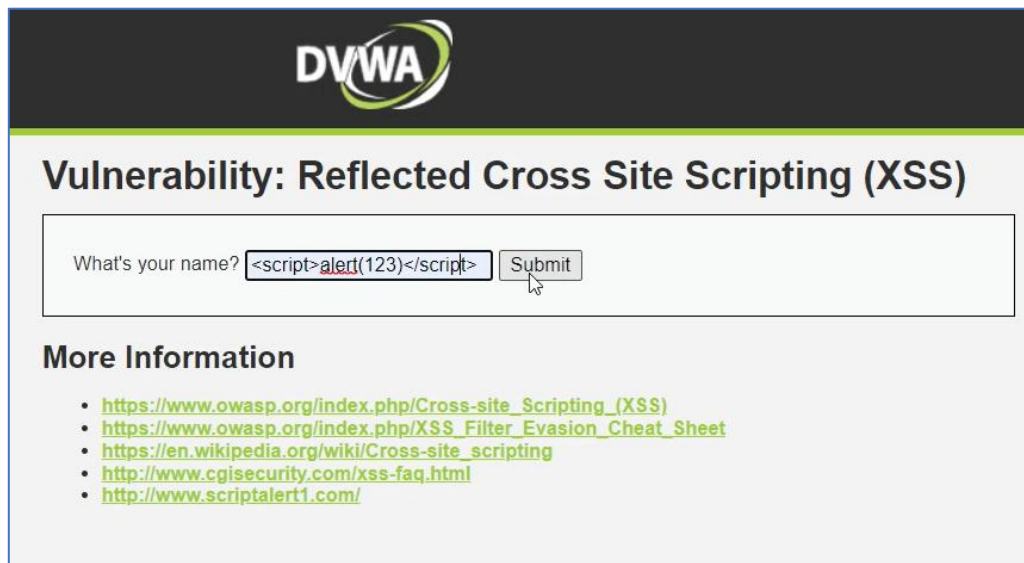 DVWA
Vulnerability: Reflected Cross Site Scripting (XSS)
What's your name? <script>alert(123)</script> Submit
More Information
• https://www.owasp.org/index.php/Cross-site_Scripting_(XSS)
• https://www.owasp.org/index.php/XSS_Filter_Evasion_Cheat_Sheet
• https://en.wikipedia.org/wiki/Cross-site_scripting
• http://www.cgisecurity.com/xss-faq.html
• http://www.scriptalert1.com/